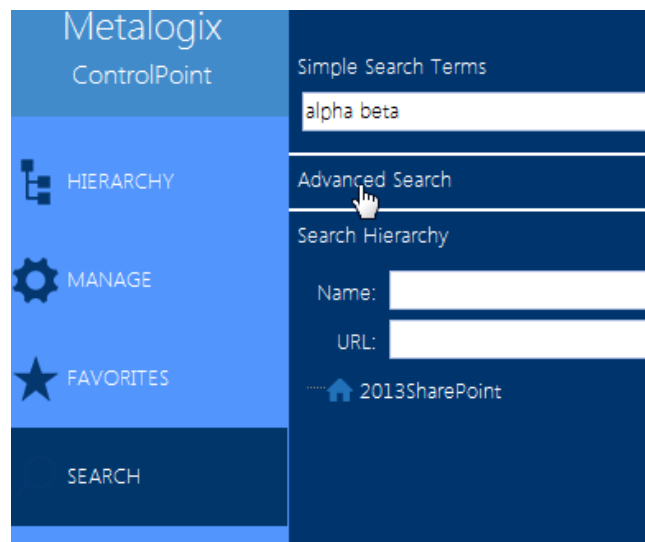 Metalogix
ControlPoint
HIERARCHY
MANAGE
FAVORITES
SEARCH
Simple Search Terms
alpha beta
Advanced Search
Search Hierarchy
Name:
URL:
2013SharePoint